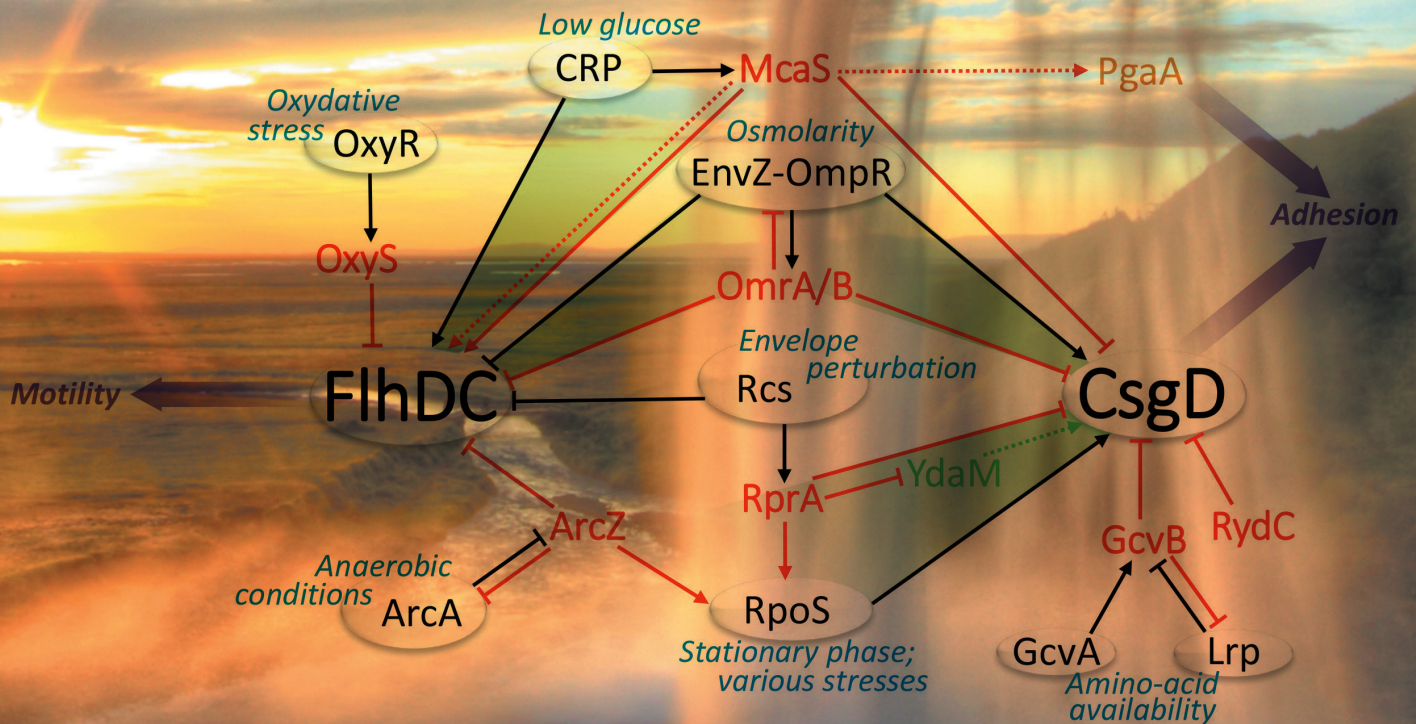 Low glucose
CRP
McaS
PgaA
Oxydative
stress
OxyR
Osmolarity
EnvZ-OmpR
Adhesion
OxyS
OmrA/B
Envelope
perturbation
Motility
FlhDC
Rcs
CsgD
YdaM
RprA
ArcZ
GcvB
RydC
Anaerobic
conditions
ArcA
RpoS
Stationary phase;
various stresses
GcvA
Lrp
Amino-acid
availability